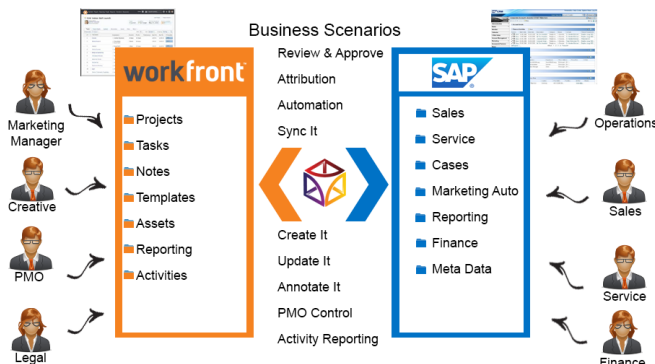 Business Scenarios
workfront
Projects
Tasks
Notes
Templates
Assets
Reporting
Activities
Review & Approve
Attribution
Automation
Sync It
Create It
Update It
Annotate It
PMO Control
Activity Reporting
SAP
Sales
Service
Cases
Marketing Auto
Reporting
Finance
Meta Data
Marketing
Manager
Creative
PMO
Legal
Operations
Sales
Service
Finance